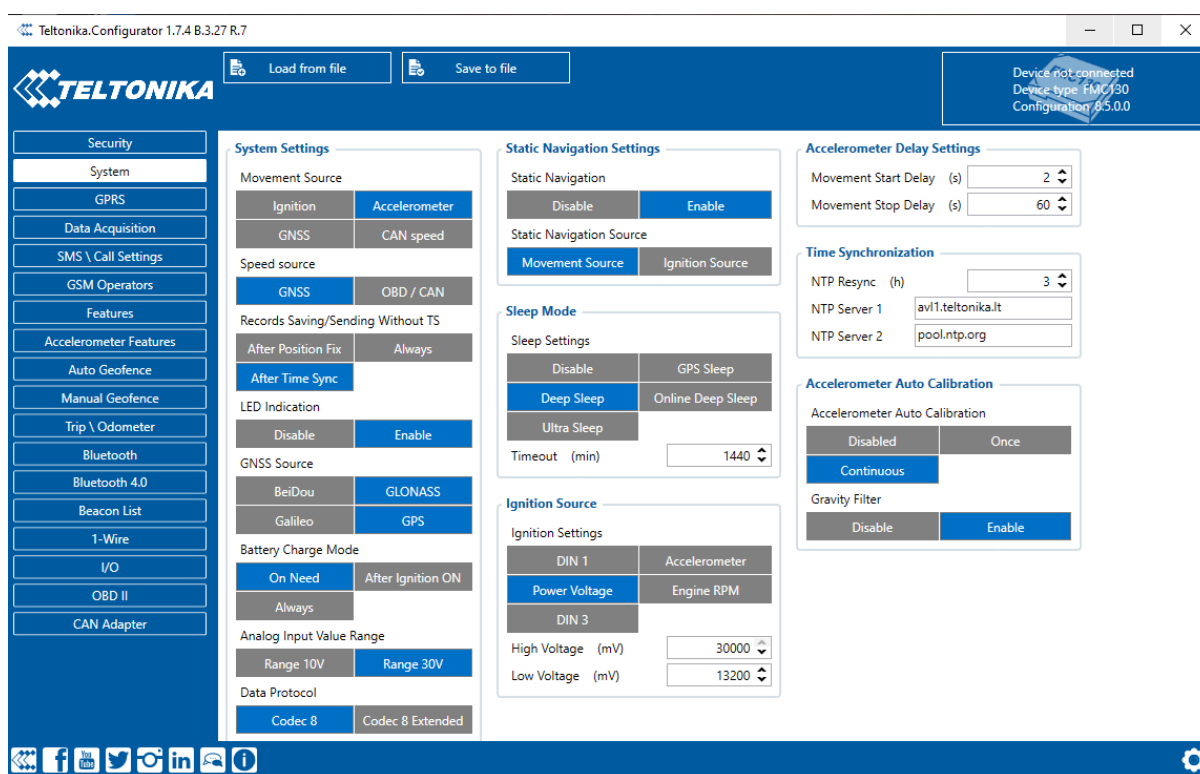 Teltonika.Configurator 1.7.4 B.3.27 R.7
TELTONIKA
Load from file
Save to file
Device not connected
Device type FMC130
Configuration 8.5.0.0
Security
System
GPRS
Data Acquisition
SMS \ Call Settings
GSM Operators
Features
Accelerometer Features
Auto Geofence
Manual Geofence
Trip \ Odometer
Bluetooth
Bluetooth 4.0
Beacon List
1-Wire
I/O
OBD II
CAN Adapter
System Settings
Movement Source
Ignition Accelerometer
GNSS CAN speed
Speed source
GNSS OBD / CAN
Records Saving/Sending Without TS
After Position Fix Always
After Time Sync
LED Indication
Disable Enable
GNSS Source
BeiDou GLONASS
Galileo GPS
Battery Charge Mode
On Need After Ignition ON
Always
Analog Input Value Range
Range 10V Range 30V
Data Protocol
Codec 8 Codec 8 Extended
Static Navigation Settings
Static Navigation
Disable Enable
Static Navigation Source
Movement Source Ignition Source
Sleep Mode
Sleep Settings
Disable GPS Sleep
Deep Sleep Online Deep Sleep
Ultra Sleep
Timeout (min) 1440
Ignition Source
Ignition Settings
DIN 1 Accelerometer
Power Voltage Engine RPM
DIN 3
High Voltage (mV) 30000
Low Voltage (mV) 13200
Accelerometer Delay Settings
Movement Start Delay (s) 2
Movement Stop Delay (s) 60
Time Synchronization
NTP Resync (h) 3
NTP Server 1 avl1.teltonika.lt
NTP Server 2 pool.ntp.org
Accelerometer Auto Calibration
Accelerometer Auto Calibration
Disabled Once
Continuous
Gravity Filter
Disable Enable
You Tube
in